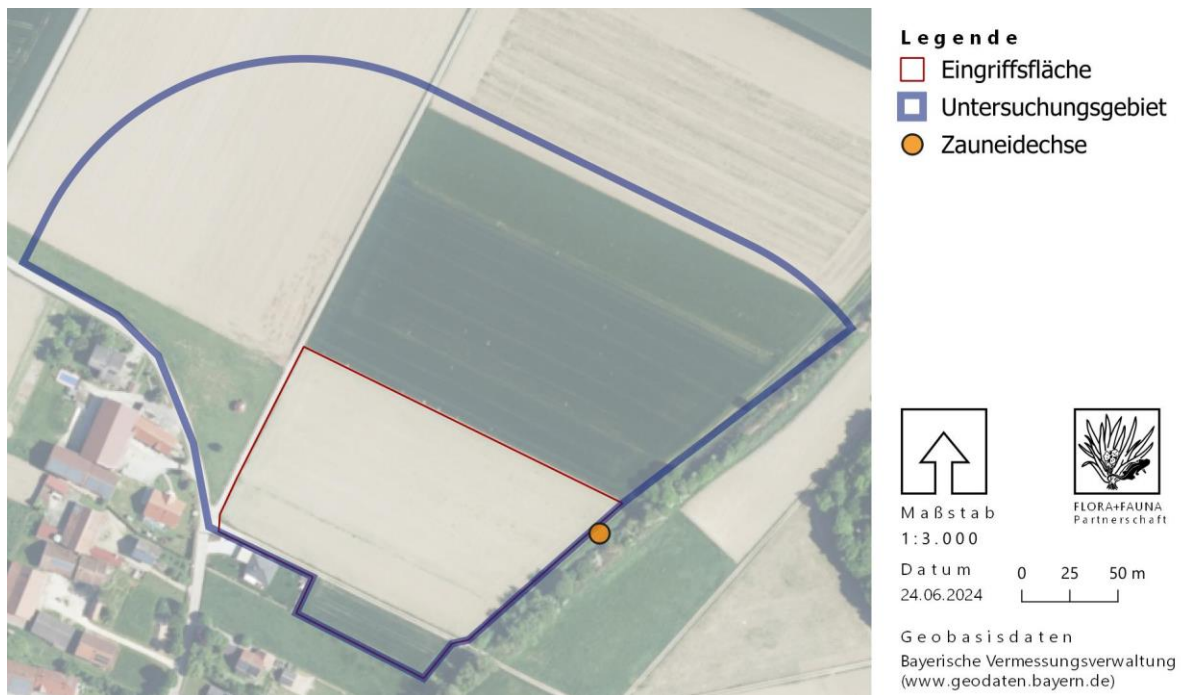 Legende
Eingriffsfläche
Untersuchungsgebiet
Zauneidechse
Maßstab
1:3.000
FLORA+FAUNA
Partnerschaft
Datum
24.06.2024
0 25 50 m
Geobasisdaten
Bayerische Vermessungsverwaltung
(www.geodaten.bayern.de)